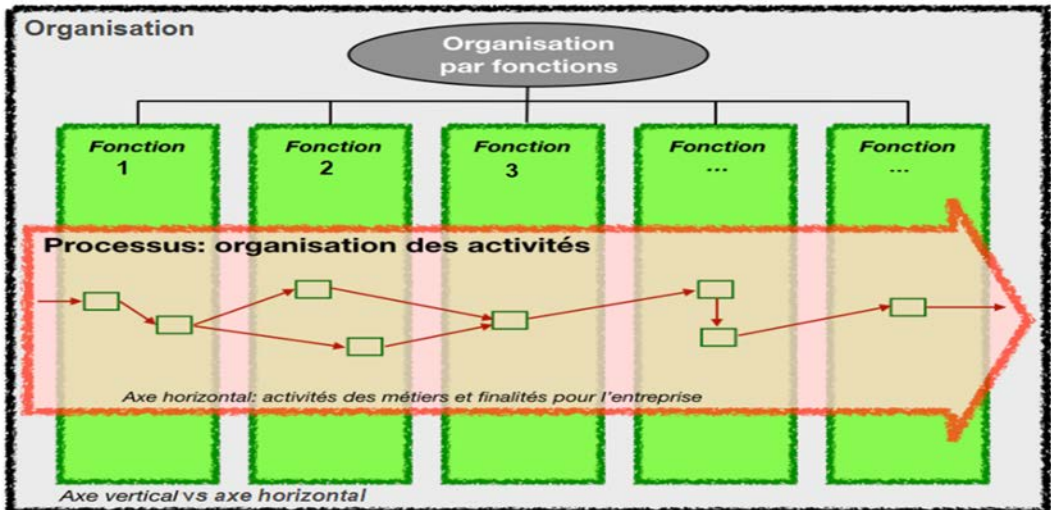 Organisation
Organisation
par fonctions
Fonction
1
Fonction
2
Fonction
3
Fonction
...
Fonction
...
Processus: organisation des activités
Axe horizontal: activités des métiers et finalités pour l'entreprise
Axe vertical vs axe horizontal